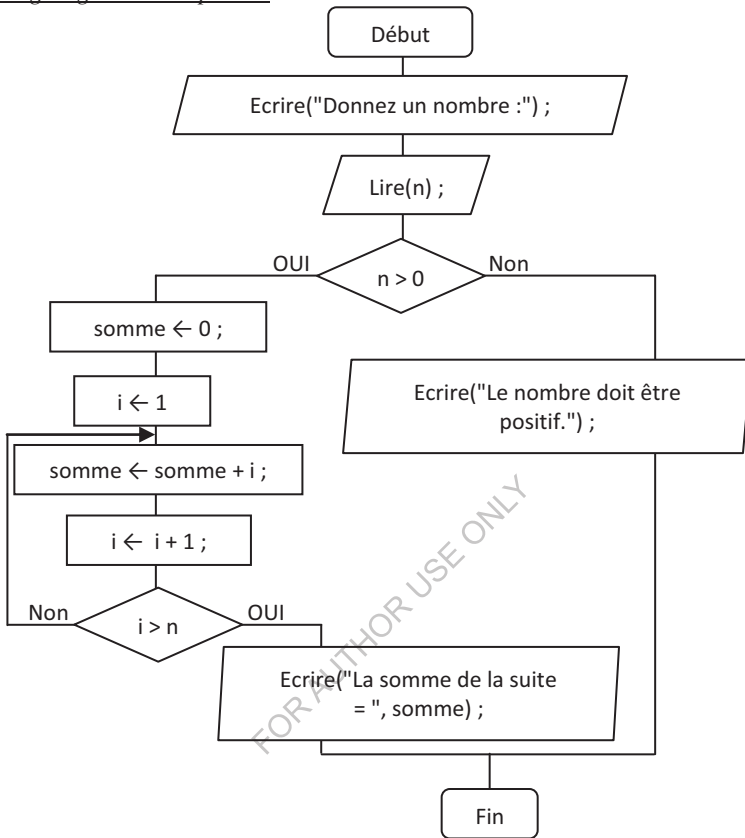 Début
Ecrire("Donnez un nombre :") ;
Lire(n) ;
OUI
n > 0
Non
somme ← 0 ;
i ← 1
Ecrire("Le nombre doit être
positif.") ;
somme ← somme + i ;
i ← i + 1 ;
Non
i > n
OUI
Ecrire("La somme de la suite
= ", somme) ;
FOR AUTHOR USE ONLY
Fin